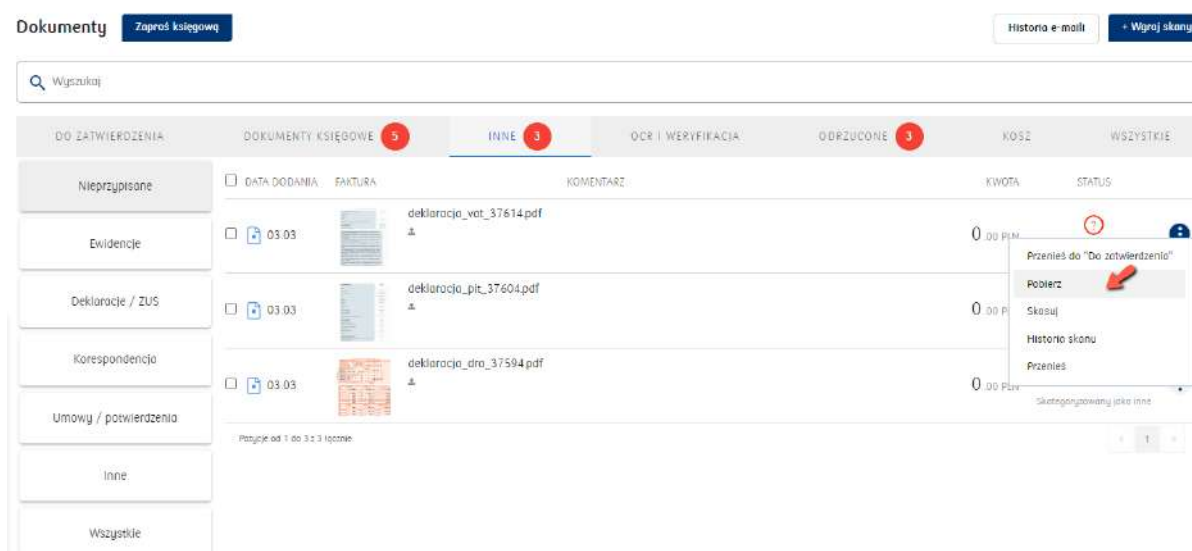 Dokumenty
Zaproś księgową
Historia e-maili
+ Wgraj skany
Wyszukaj
DO ZATWIERDZENIA
DOKUMENTY KSIĘGOWE 5
INNE 3
OCR I WERYFIKACJA
ODRZUCONE 3
KOSZ
WSZYSTKIE
Nieprzypisane
Ewidencje
Deklaracje / ZUS
Korespondencja
Umowy / potwierdzenia
Inne
Wszystkie
DATA DODANIA FAKTURA KOMENTARZ KWOTA STATUS
03.03 deklaracja_vat_37614.pdf 0 .00 PLN ?
03.03 deklaracja_pit_37604.pdf 0 .00 P
03.03 deklaracja_dra_37594.pdf 0 .00 PLN
Przenieś do "Do zatwierdzenia"
Pobierz
Skasuj
Historia skanu
Przenieś
Skategoryzowany jako inne
Pozycje od 1 do 3 z 3 łącznie
‹ 1 ›